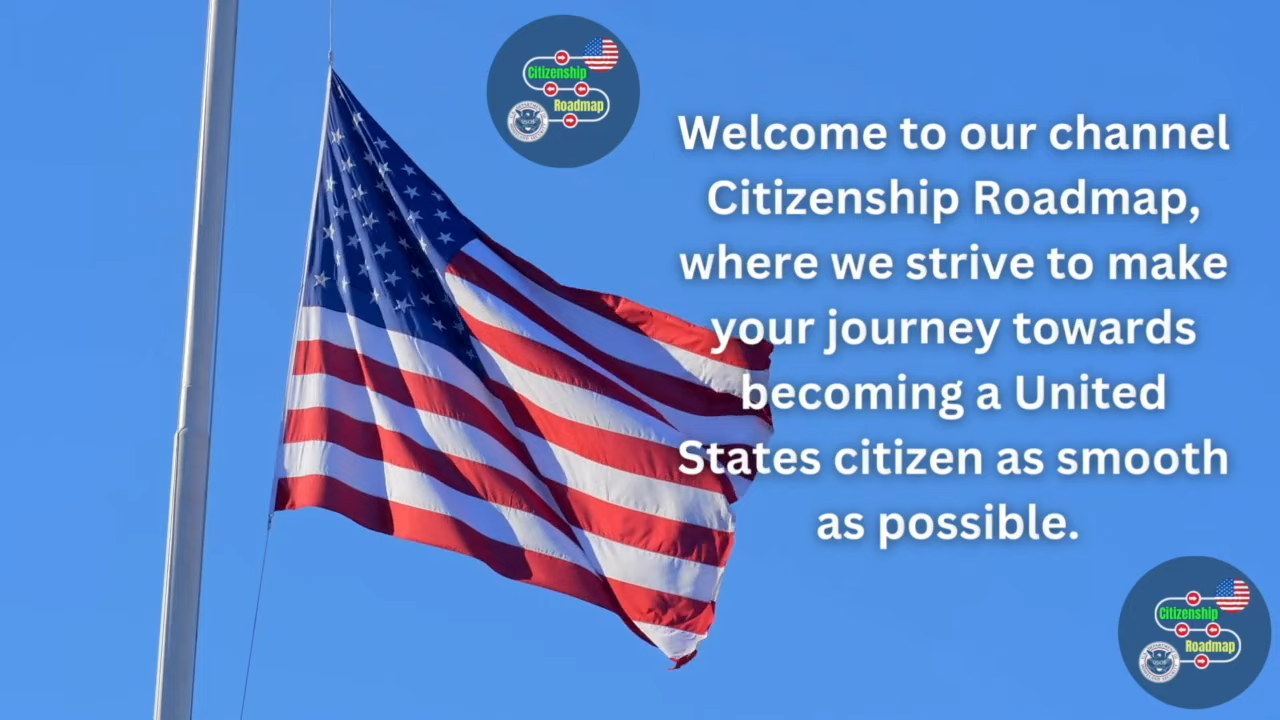 Citizenship
Roadmap
Welcome to our channel
Citizenship Roadmap,
where we strive to make
your journey towards
becoming a United
States citizen as smooth
as possible.
Citizenship
Roadmap